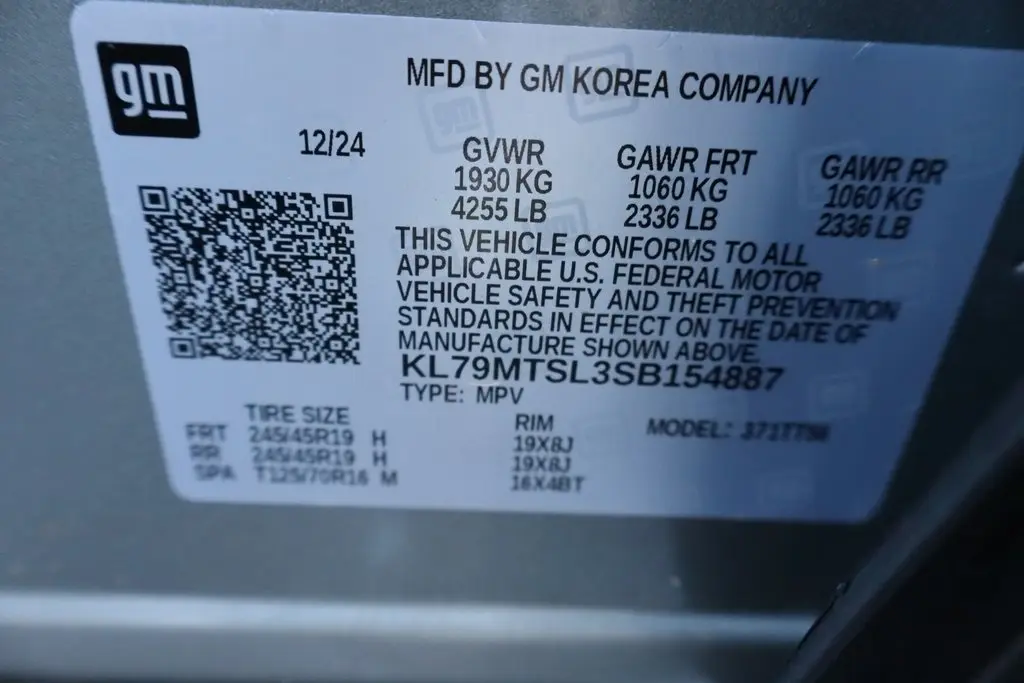 gm
MFD BY GM KOREA COMPANY
12/24
GVWR GAWR FRT GAWR RR
1930 KG 1060 KG 1060 KG
4255 LB 2336 LB 2336 LB
THIS VEHICLE CONFORMS TO ALL
APPLICABLE U.S. FEDERAL MOTOR
VEHICLE SAFETY AND THEFT PREVENTION
STANDARDS IN EFFECT ON THE DATE OF
MANUFACTURE SHOWN ABOVE.
KL79MTSL3SB154887
TYPE: MPV
TIRE SIZE RIM MODEL:
FRT 245/45R19 H 19X8J
RR 245/45R19 H 19X8J
SPA T125/70R16 M 16X4BT